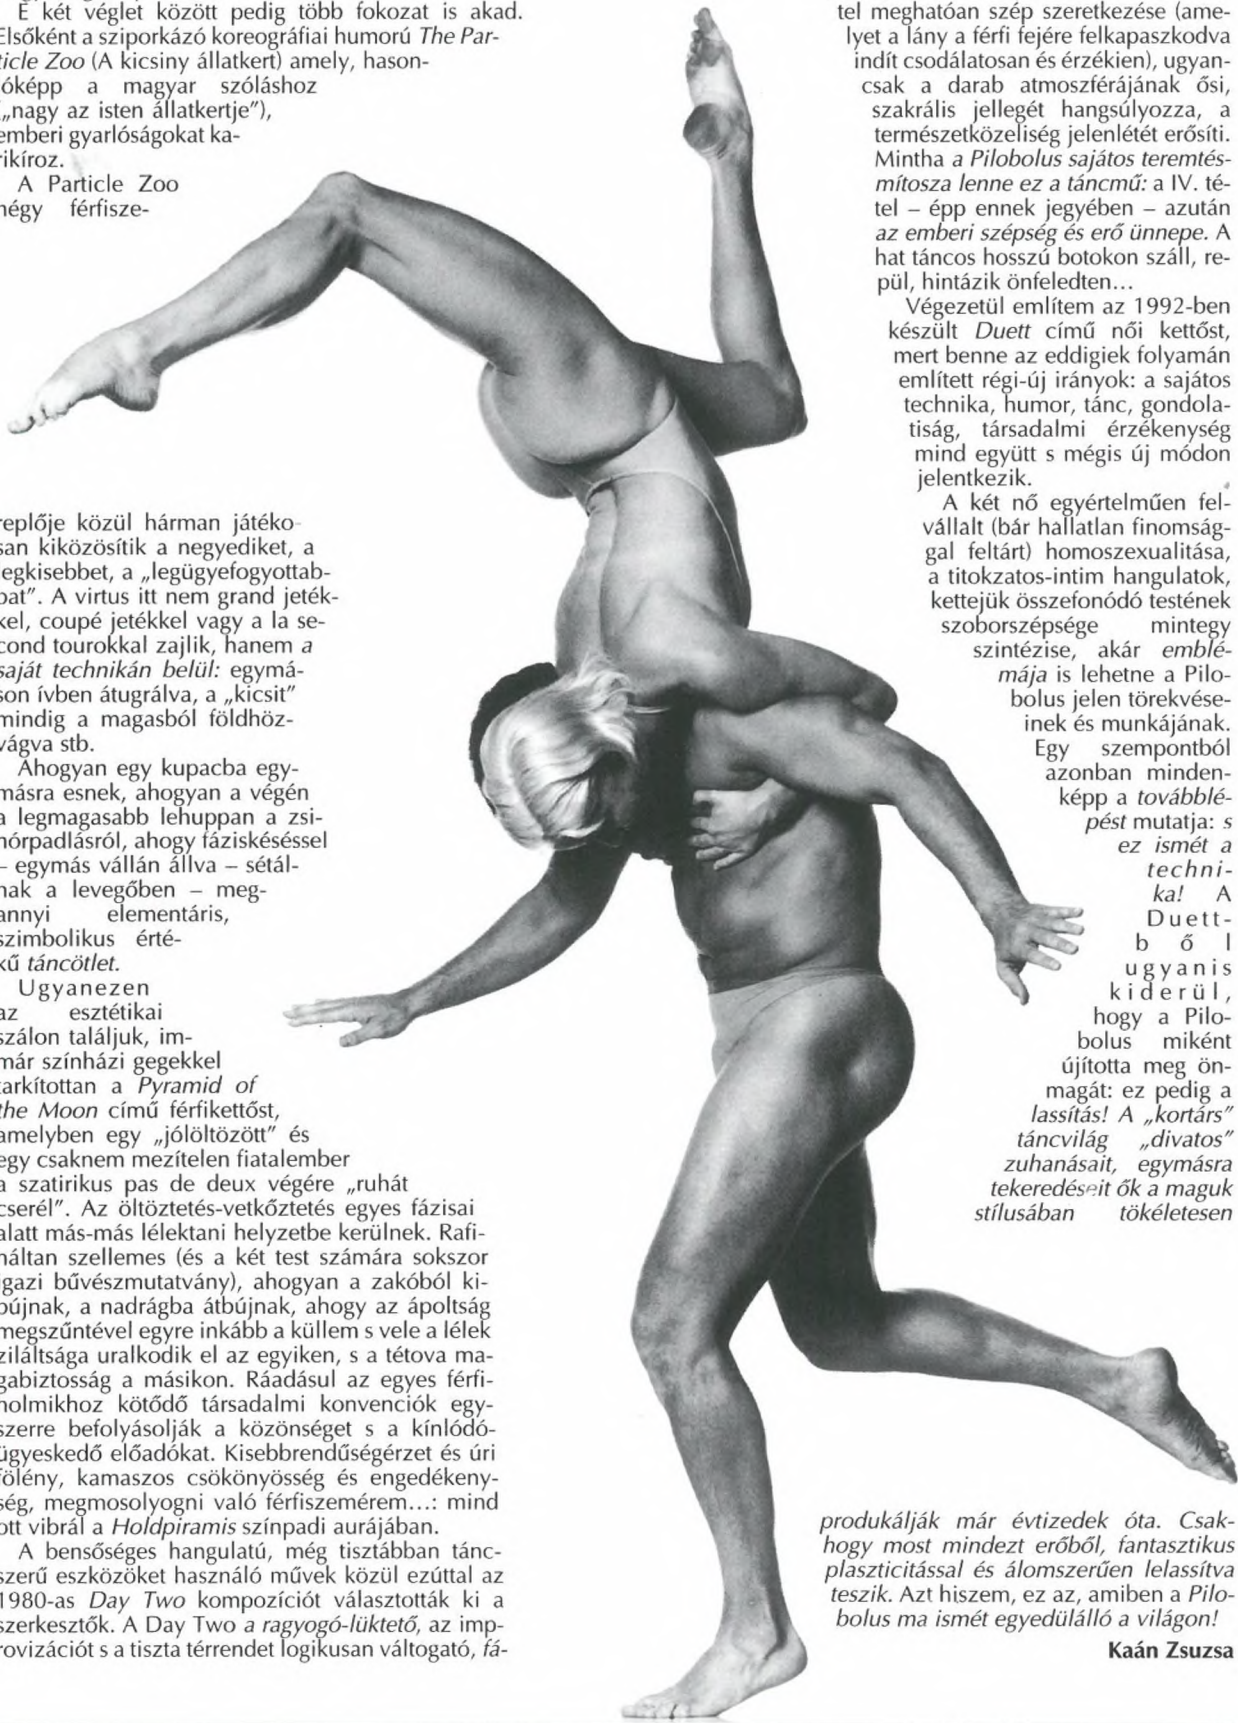 E két véglet között pedig több fokozat is akad.
Elsőként a sziporkázó koreográfiai humorú The Par-
ticle Zoo (A kicsiny állatkert) amely, hason-
óképp a magyar szóláshoz
(„nagy az isten állatkertje"),
emberi gyarlóságokat ka-
rikíroz.
A Particle Zoo
négy férfisze-
replője közül hárman játéko-
san kiközösítik a negyediket, a
legkisebbet, a „legügyefogyottab-
bat". A virtus itt nem grand jeték-
kel, coupé jetékkel vagy a la se-
cond tourokkal zajlik, hanem a
saját technikán belül: egymá-
son ívben átugrálva, a „kicsit"
mindig a magasból földhöz-
vágva stb.
Ahogyan egy kupacba egy-
másra esnek, ahogyan a végén
a legmagasabb lehuppan a zsi-
nórpadlásról, ahogy fáziskéséssel
– egymás vállán állva – sétál-
nak a levegőben – meg-
annyi elementáris,
szimbolikus érté-
kű táncötlet.
Ugyanezen
az esztétikai
szálon találjuk, im-
már színházi gegekkel
tarkítottan a Pyramid of
the Moon című férfikettőst,
amelyben egy „jólöltözött" és
egy csaknem mezítelen fiatalember
a szatirikus pas de deux végére „ruhát
cserél". Az öltöztetés-vetkőztetés egyes fázisai
alatt más-más lélektani helyzetbe kerülnek. Rafi-
náltan szellemes (és a két test számára sokszor
igazi bűvészmutatvány), ahogyan a zakóból ki-
bújnak, a nadrágba átbújnak, ahogy az ápoltság
megszűntével egyre inkább a küllem s vele a lélek
ziláltsága uralkodik el az egyiken, s a tétova ma-
gabiztosság a másikon. Ráadásul az egyes férfi-
holmikhoz kötődő társadalmi konvenciók egy-
szerre befolyásolják a közönséget s a kínlódó-
ügyeskedő előadókat. Kisebbrendűségérzet és úri
fölény, kamaszos csökönyösség és engedékeny-
ség, megmosolyogni való férfiszemérem...: mind
ott vibrál a Holdpiramis színpadi aurájában.
A bensőséges hangulatú, még tisztábban tánc-
szerű eszközöket használó művek közül ezúttal az
1980-as Day Two kompozíciót választották ki a
szerkesztők. A Day Two a ragyogó-lüktető, az imp-
rovizációt s a tiszta térrendet logikusan váltogató, fá-
tel meghatóan szép szeretkezése (ame-
lyet a lány a férfi fejére felkapaszkodva
indít csodálatosan és érzékien), ugyan-
csak a darab atmoszférájának ősi,
szakrális jellegét hangsúlyozza, a
természetközeliség jelenlétét erősíti.
Mintha a Pilobolus sajátos teremtés-
mítosza lenne ez a táncmű: a IV. té-
tel – épp ennek jegyében – azután
az emberi szépség és erő ünnepe. A
hat táncos hosszú botokon száll, re-
pül, hintázik önfeledten...
Végezetül említem az 1992-ben
készült Duett című női kettőst,
mert benne az eddigiek folyamán
említett régi-új irányok: a sajátos
technika, humor, tánc, gondola-
tiság, társadalmi érzékenység
mind együtt s mégis új módon
jelentkezik.
A két nő egyértelműen fel-
vállalt (bár hallatlan finomság-
gal feltárt) homoszexualitása,
a titokzatos-intim hangulatok,
kettejük összefonódó testének
szoborszépsége mintegy
szintézise, akár emblé-
mája is lehetne a Pilo-
bolus jelen törekvése-
inek és munkájának.
Egy szempontból
azonban minden-
képp a továbblé-
pést mutatja: s
ez ismét a
techni-
ka! A
Duett-
ből
ugyanis
kiderül,
hogy a Pilo-
bolus miként
újította meg ön-
magát: ez pedig a
lassítás! A „kortárs"
táncvilág „divatos"
zuhanásait, egymásra
tekeredéseit ők a maguk
stílusában tökéletesen
produkálják már évtizedek óta. Csak-
hogy most mindezt erőből, fantasztikus
plaszticitással és álomszerűen lelassítva
teszik. Azt hiszem, ez az, amiben a Pilo-
bolus ma ismét egyedülálló a világon!
Kaán Zsuzsa